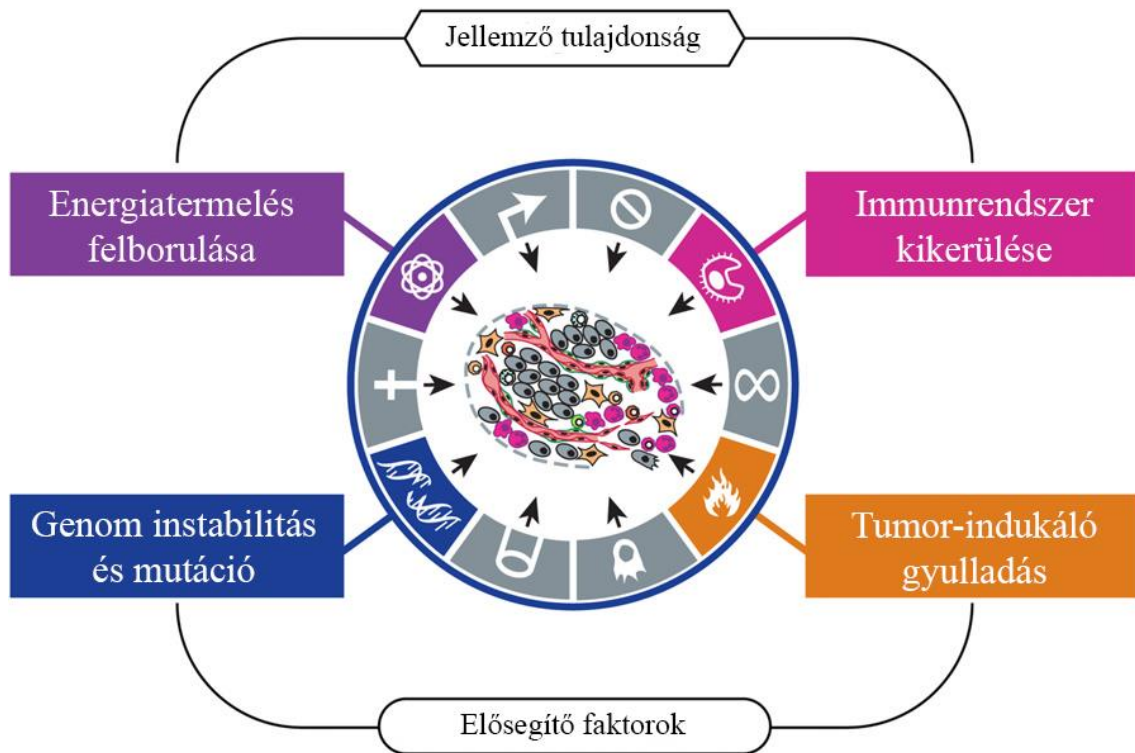 Jellemző tulajdonság
Energiatermelés
felborulása
Immunrendszer
kikerülése
Genom instabilitás
és mutáció
Tumor-indukáló
gyulladás
Elősegítő faktorok